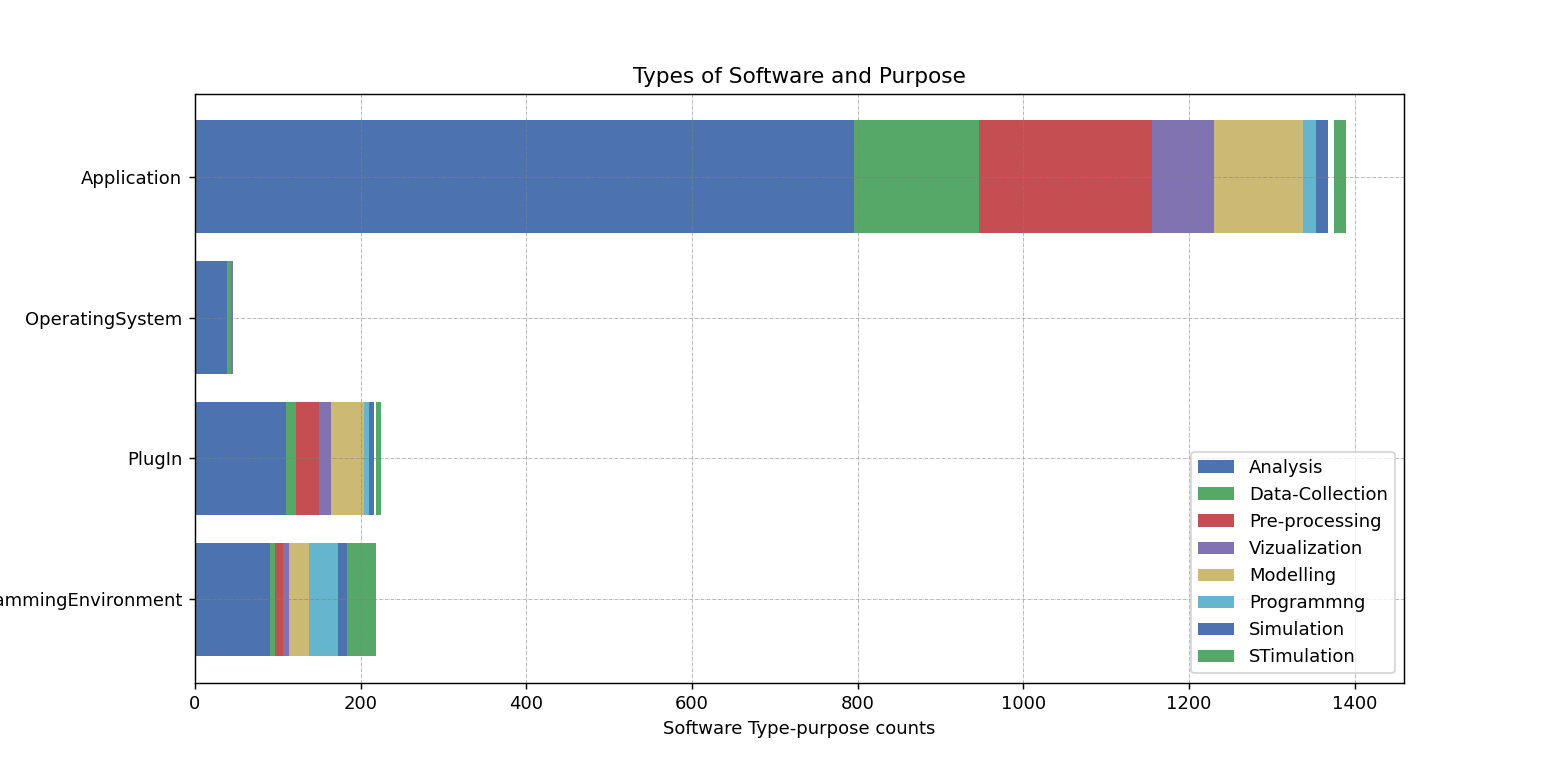 Types of Software and Purpose
Application
OperatingSystem
PlugIn
ammingEnvironment
Analysis
Data-Collection
Pre-processing
Vizualization
Modelling
Programmng
Simulation
STimulation
0 200 400 600 800 1000 1200 1400
Software Type-purpose counts